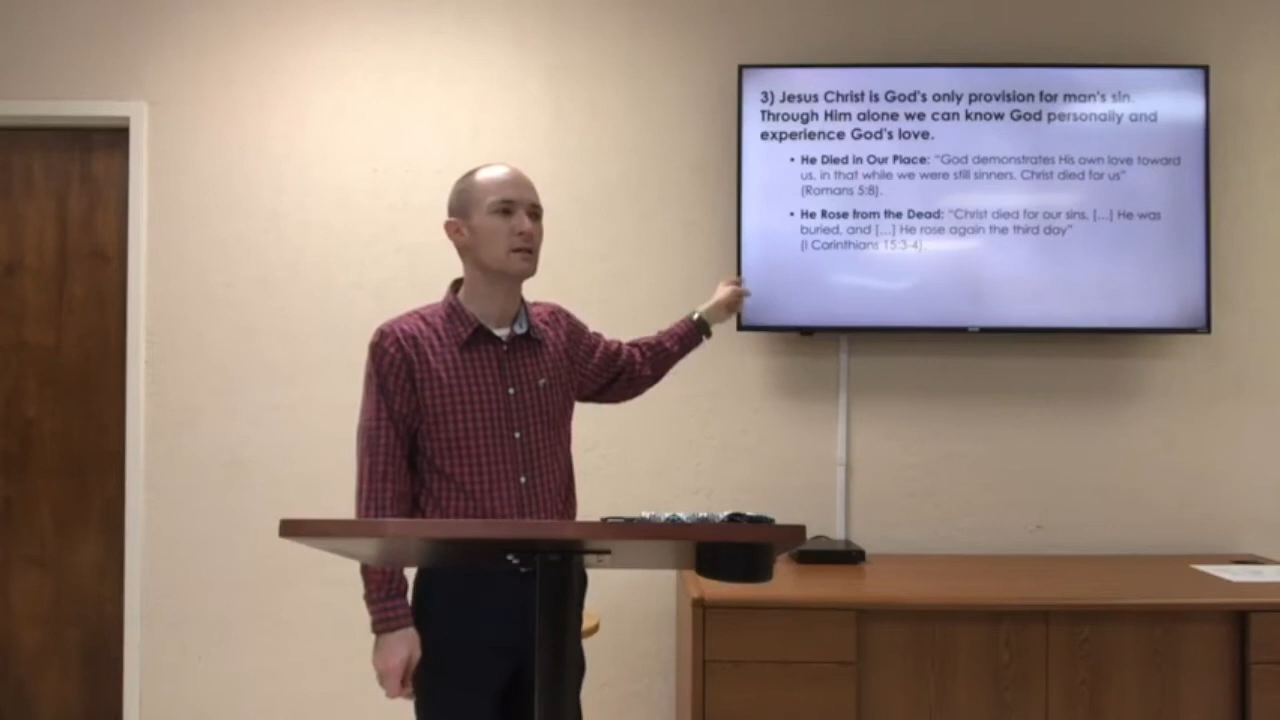 3) Jesus Christ is God's only provision for man's sin.
Through Him alone we can know God personally and
experience God's love.
• He Died in Our Place: "God demonstrates His own love toward
us, in that while we were still sinners, Christ died for us"
(Romans 5:8).
• He Rose from the Dead: "Christ died for our sins, [...] He was
buried, and [...] He rose again the third day"
(I Corinthians 15:3-4).